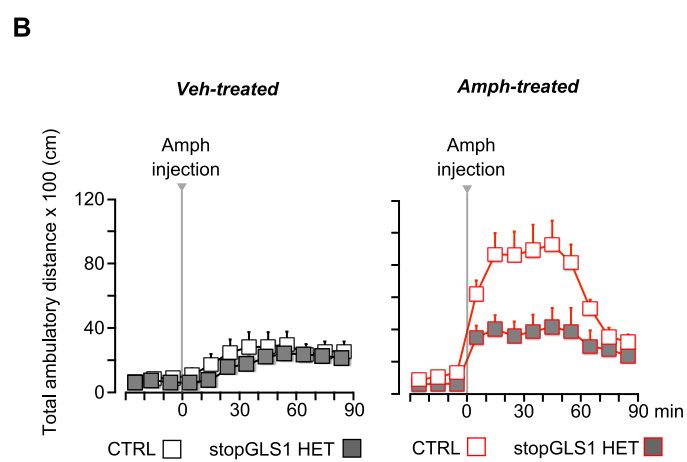 B
Veh-treated
Amph-treated
Amph
injection
Amph
injection
Total ambulatory distance x 100 (cm)
120
80
40
0
0 30 60 90
0 30 60 90 min
CTRL stopGLS1 HET
CTRL stopGLS1 HET